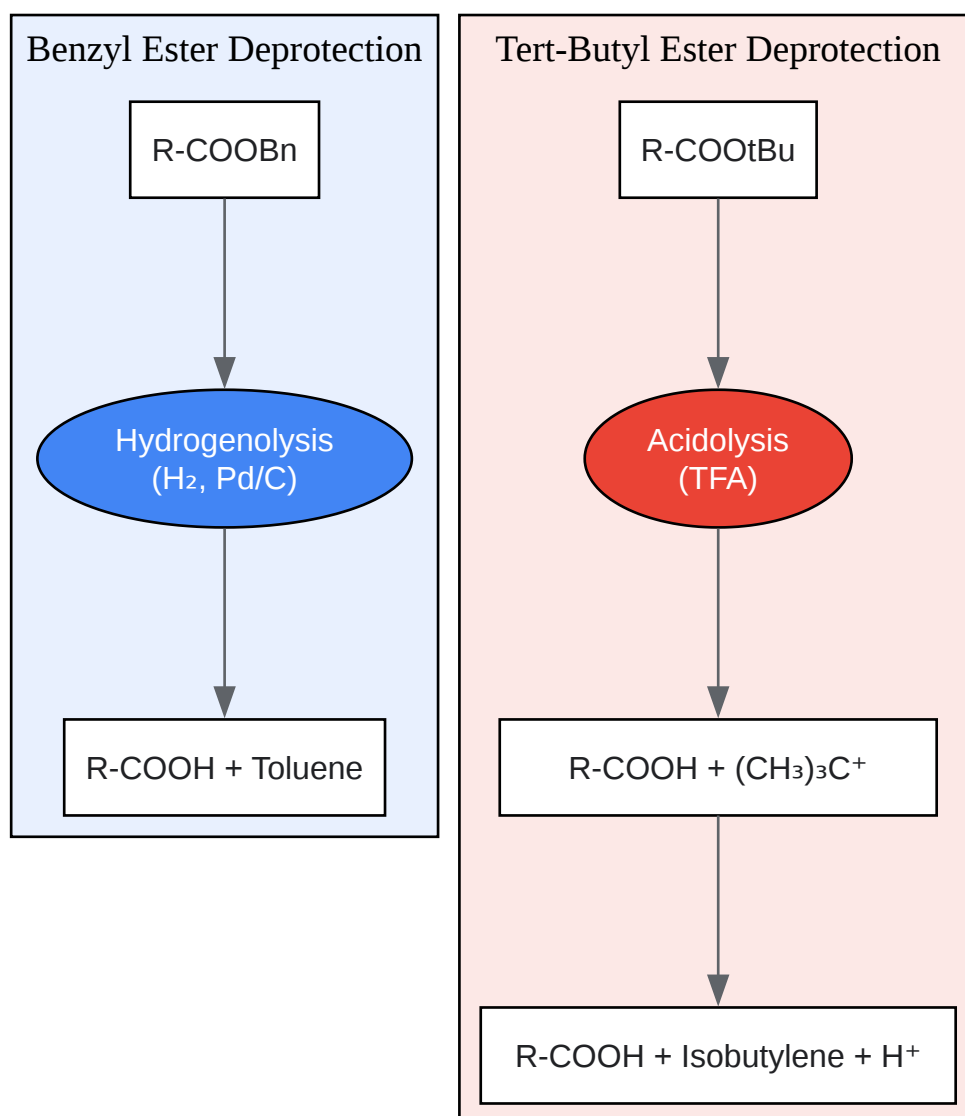 Benzyl Ester Deprotection
R-COOBn
Hydrogenolysis
(H₂, Pd/C)
R-COOH + Toluene
Tert-Butyl Ester Deprotection
R-COOtBu
Acidolysis
(TFA)
R-COOH + (CH₃)₃C⁺
R-COOH + Isobutylene + H⁺